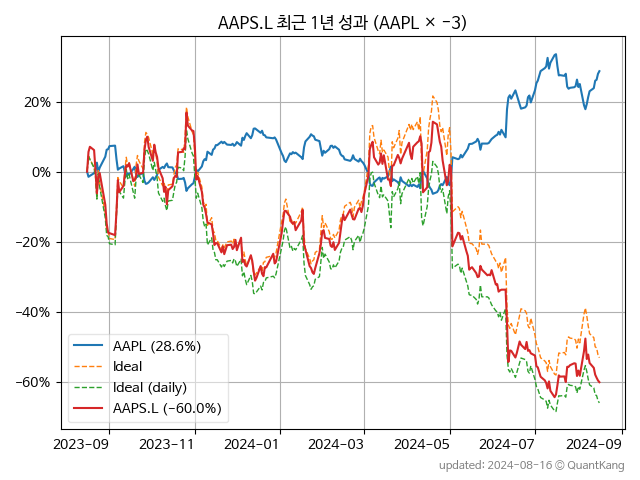 AAPS.L 최근 1년 성과 (AAPL × −3)
20%
0%
−20%
−40%
−60%
AAPL (28.6%)
Ideal
Ideal (daily)
AAPS.L (−60.0%)
2023−09
2023−11
2024−01
2024−03
2024−05
2024−07
2024−09
updated: 2024−08−16 © QuantKang